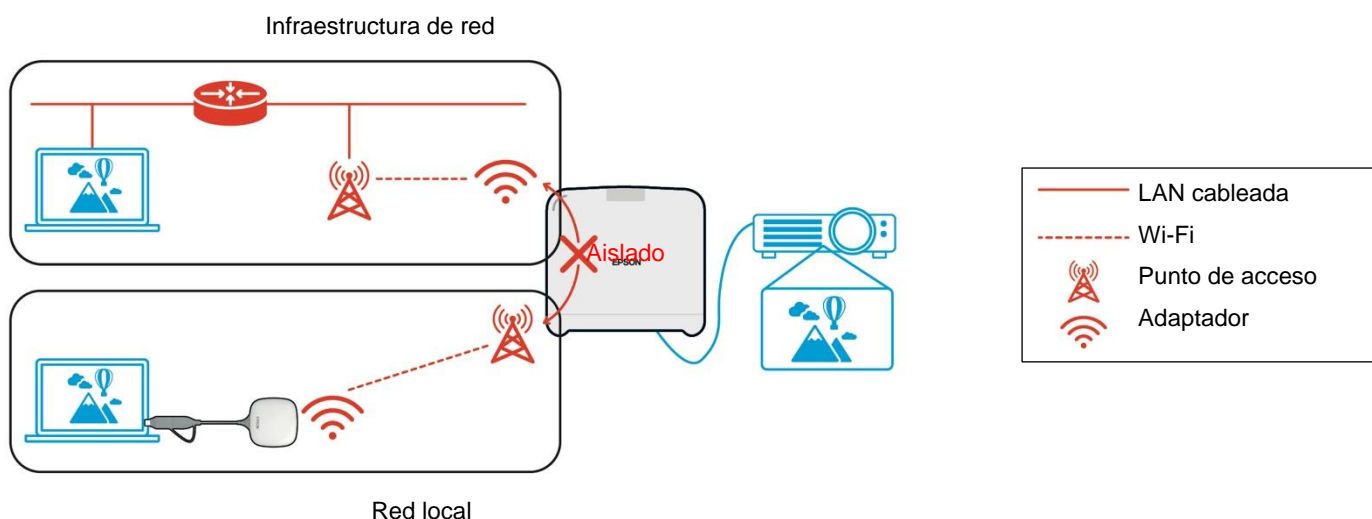 Infraestructura de red
Aislado
EPSON
Red local
LAN cableada
Wi-Fi
Punto de acceso
Adaptador